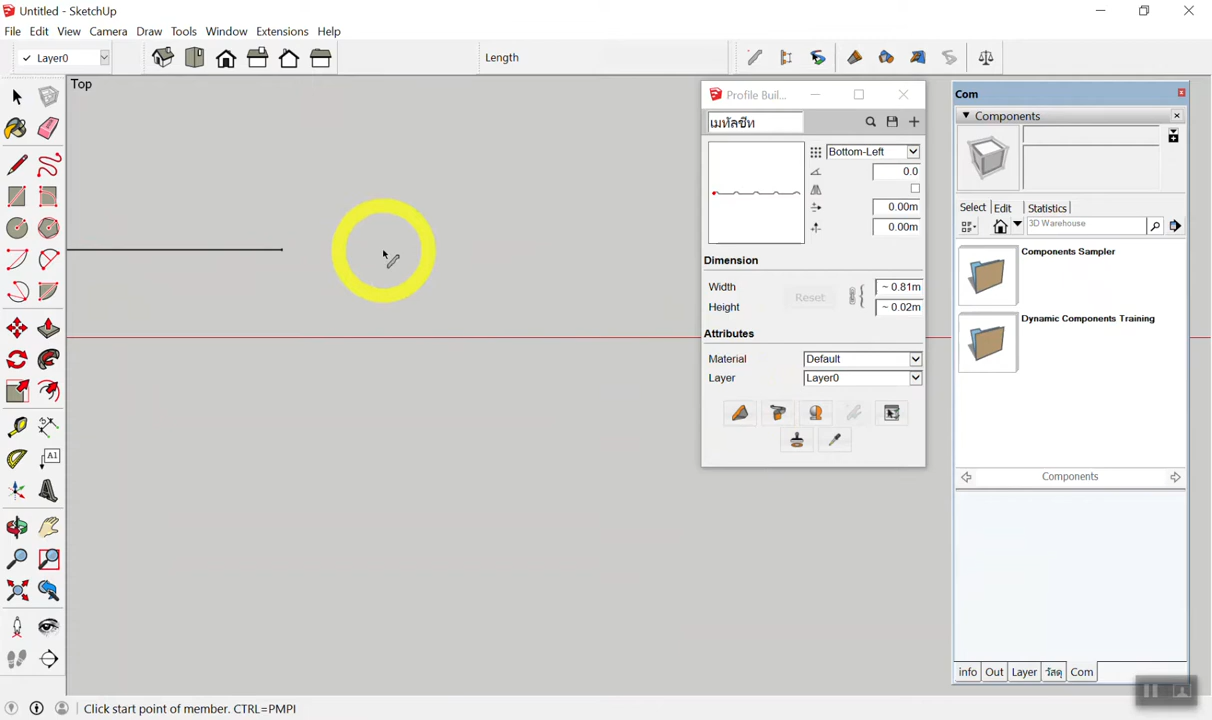 Untitled - SketchUp
File Edit View Camera Draw Tools Window Extensions Help
Layer0
Length
Top
Profile Buil...
เมทัลชีท
Bottom-Left
0.0
0.00m
0.00m
Dimension
Width
Reset
~ 0.81m
Height
~ 0.02m
Attributes
Material
Default
Layer
Layer0
Com
Components
Select Edit Statistics
3D Warehouse
Components Sampler
Dynamic Components Training
Components
info Out Layer วัสดุ Com
A1
Click start point of member. CTRL=PMPI